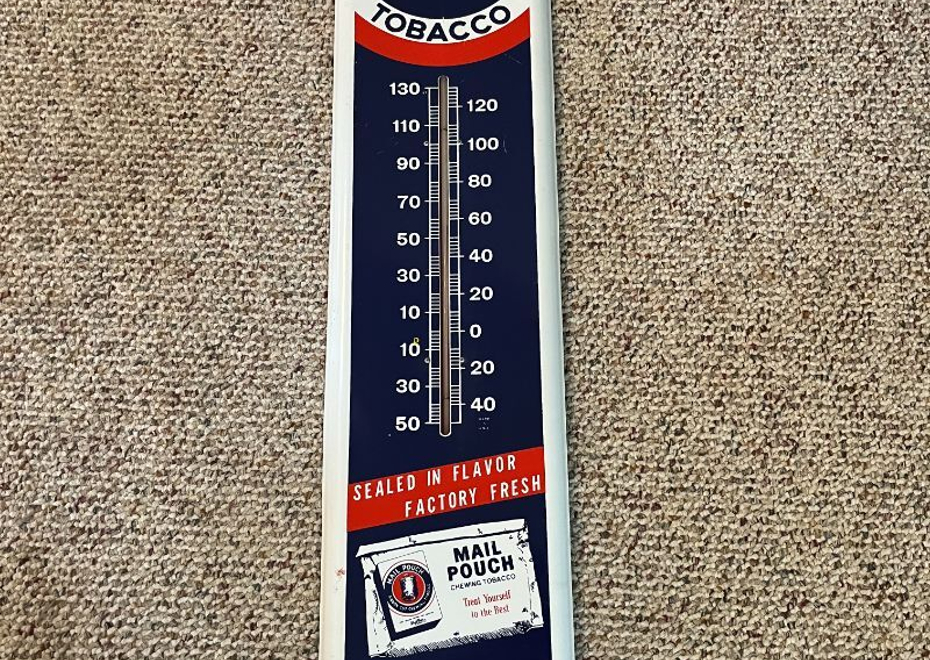 TOBACCO
130
120
110
100
90
80
70
60
50
40
30
20
10
0
10
20
30
40
50
SEALED IN FLAVOR
FACTORY FRESH
MAIL POUCH
MAIL
POUCH
CHEWING TOBACCO
Treat Yourself
to the Best